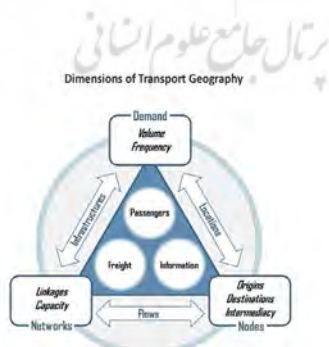 پرتال جامع علوم انسانی
Dimensions of Transport Geography
Demand
Volume
Frequency
Infrastructures
Locations
Passengers
Freight
Information
Linkages
Capacity
Networks
Flows
Origins
Destinations
Intermediacy
Nodes